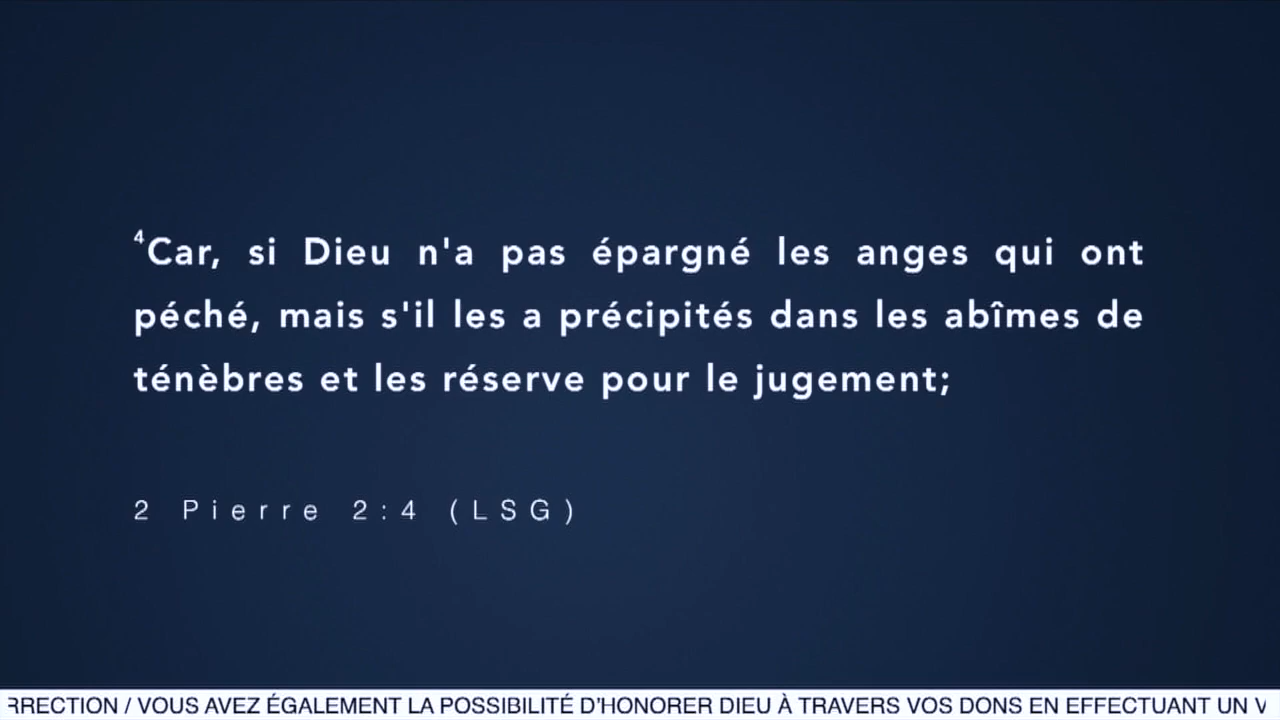 ⁴Car, si Dieu n'a pas épargné les anges qui ont
péché, mais s'il les a précipités dans les abîmes de
ténèbres et les réserve pour le jugement;
2 Pierre 2:4 (LSG)
RRECTION / VOUS AVEZ ÉGALEMENT LA POSSIBILITÉ D'HONORER DIEU À TRAVERS VOS DONS EN EFFECTUANT UN